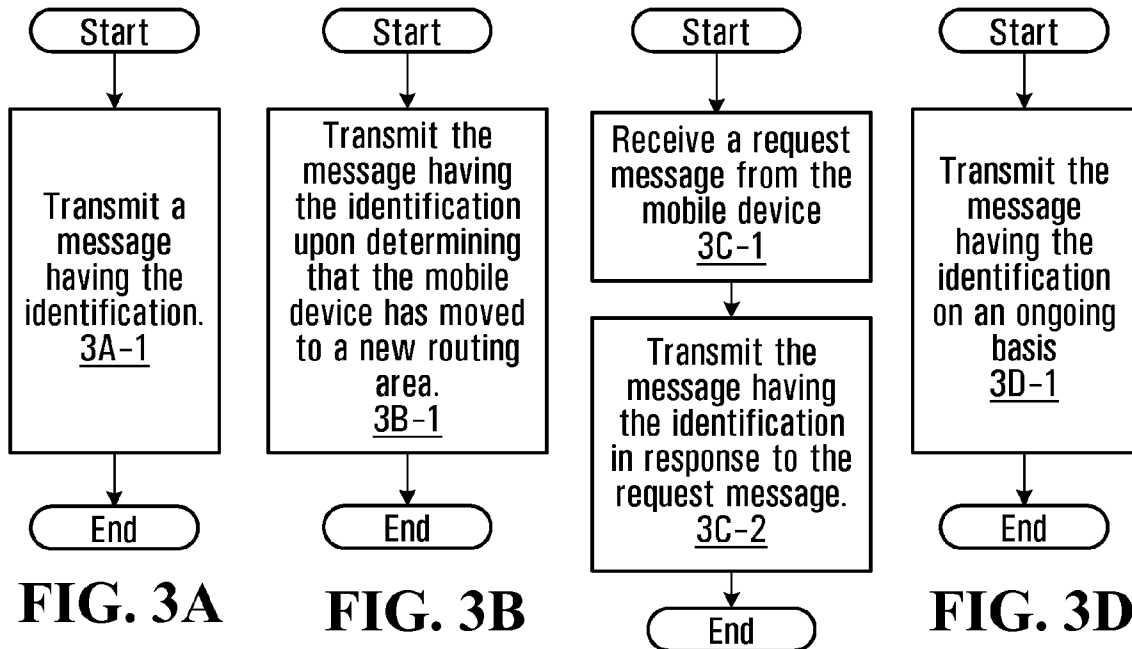 Start
Transmit a
message
having the
identification.
3A-1
End
FIG. 3A
Start
Transmit the
message having
the identification
upon determining
that the mobile
device has moved
to a new routing
area.
3B-1
End
FIG. 3B
Start
Receive a request
message from the
mobile device
3C-1
Transmit the
message having
the identification
in response to the
request message.
3C-2
End
Start
Transmit the
message
having the
identification
on an ongoing
basis
3D-1
End
FIG. 3D